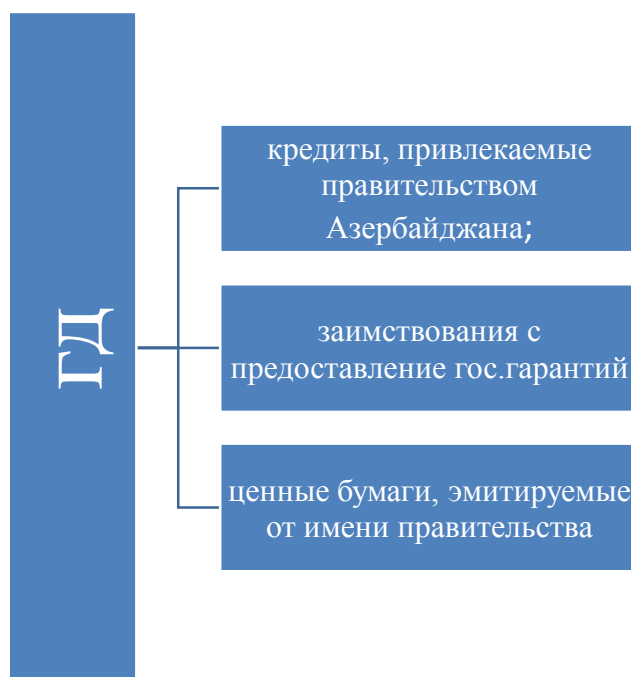 ГД
кредиты, привлекаемые
правительством
Азербайджана;
заимствования с
предоставление гос.гарантий
ценные бумаги, эмитируемые
от имени правительства